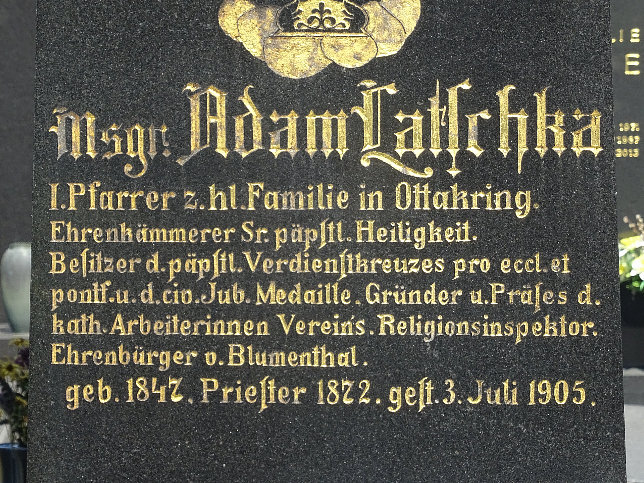 Msgr. Adam Latſchka
I. Pfarrer z. hl. Familie in Ottakring.
Ehrenkämmerer Sr. päpſtl. Heiligkeit.
Beſitzer d. päpſtl. Verdienſtkreuzes pro eccl. et
pontf. u. d. civ. Jub. Medaille. Gründer u. Präſes d.
kath. Arbeiterinnen Verein's. Religionsinspektor.
Ehrenbürger v. Blumenthal.
geb. 1847. Prieſter 1872. geſt. 3. Juli 1905.